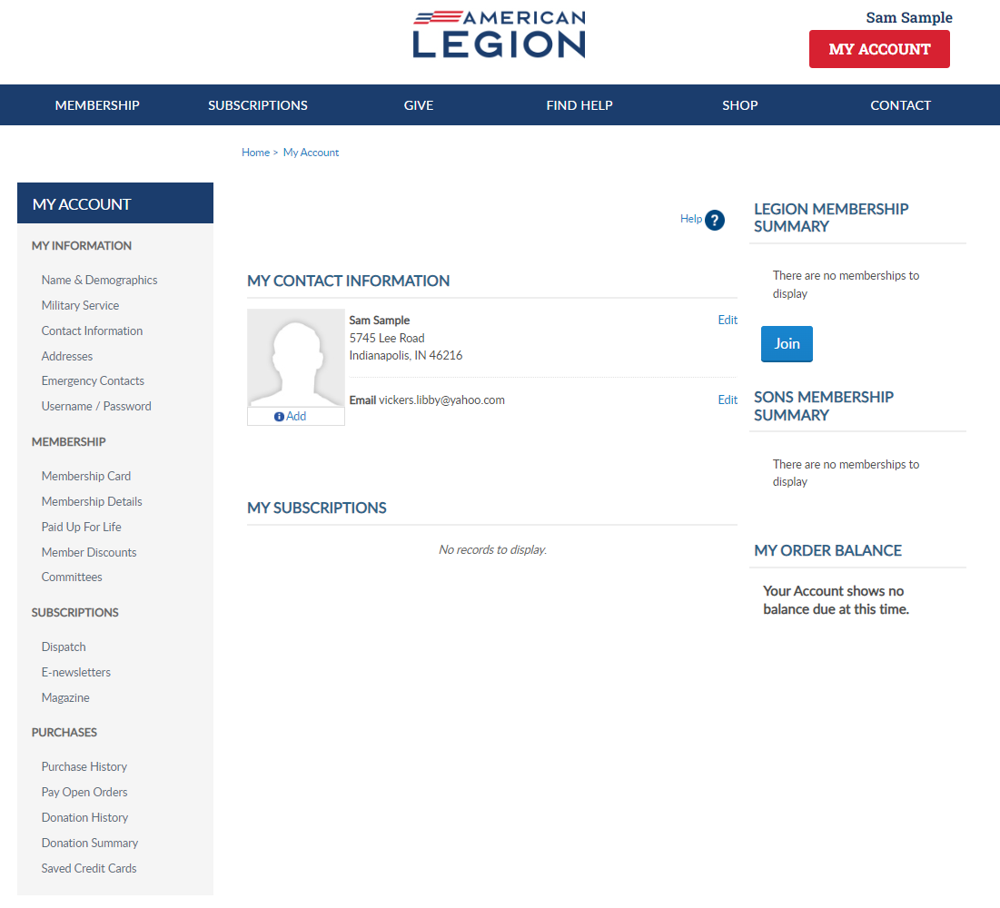 AMERICAN
LEGION
Sam Sample
MY ACCOUNT
MEMBERSHIP
SUBSCRIPTIONS
GIVE
FIND HELP
SHOP
CONTACT
Home > My Account
MY ACCOUNT
MY INFORMATION
Name & Demographics
Military Service
Contact Information
Addresses
Emergency Contacts
Username / Password
MEMBERSHIP
Membership Card
Membership Details
Paid Up For Life
Member Discounts
Committees
SUBSCRIPTIONS
Dispatch
E-newsletters
Magazine
PURCHASES
Purchase History
Pay Open Orders
Donation History
Donation Summary
Saved Credit Cards
Help ?
MY CONTACT INFORMATION
Sam Sample
Edit
5745 Lee Road
Indianapolis, IN 46216
Email vickers.libby@yahoo.com
Edit
i Add
MY SUBSCRIPTIONS
No records to display.
LEGION MEMBERSHIP
SUMMARY
There are no memberships to
display
Join
SONS MEMBERSHIP
SUMMARY
There are no memberships to
display
MY ORDER BALANCE
Your Account shows no
balance due at this time.